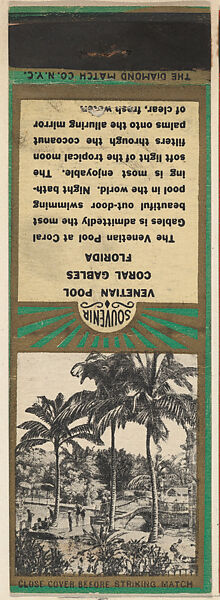 THE DIAMOND MATCH CO. N.Y.C.
SOUVENIR
VENETIAN POOL
CORAL GABLES
FLORIDA
The Venetian Pool at Coral
Gables is admittedly the most
beautiful out-door swimming
pool in the world. Night bath-
ing is most enjoyable. The
soft light of the tropical moon
filters through the cocoanut
palms onto the alluring mirror
of clear, fresh water.
CLOSE COVER BEFORE STRIKING MATCH